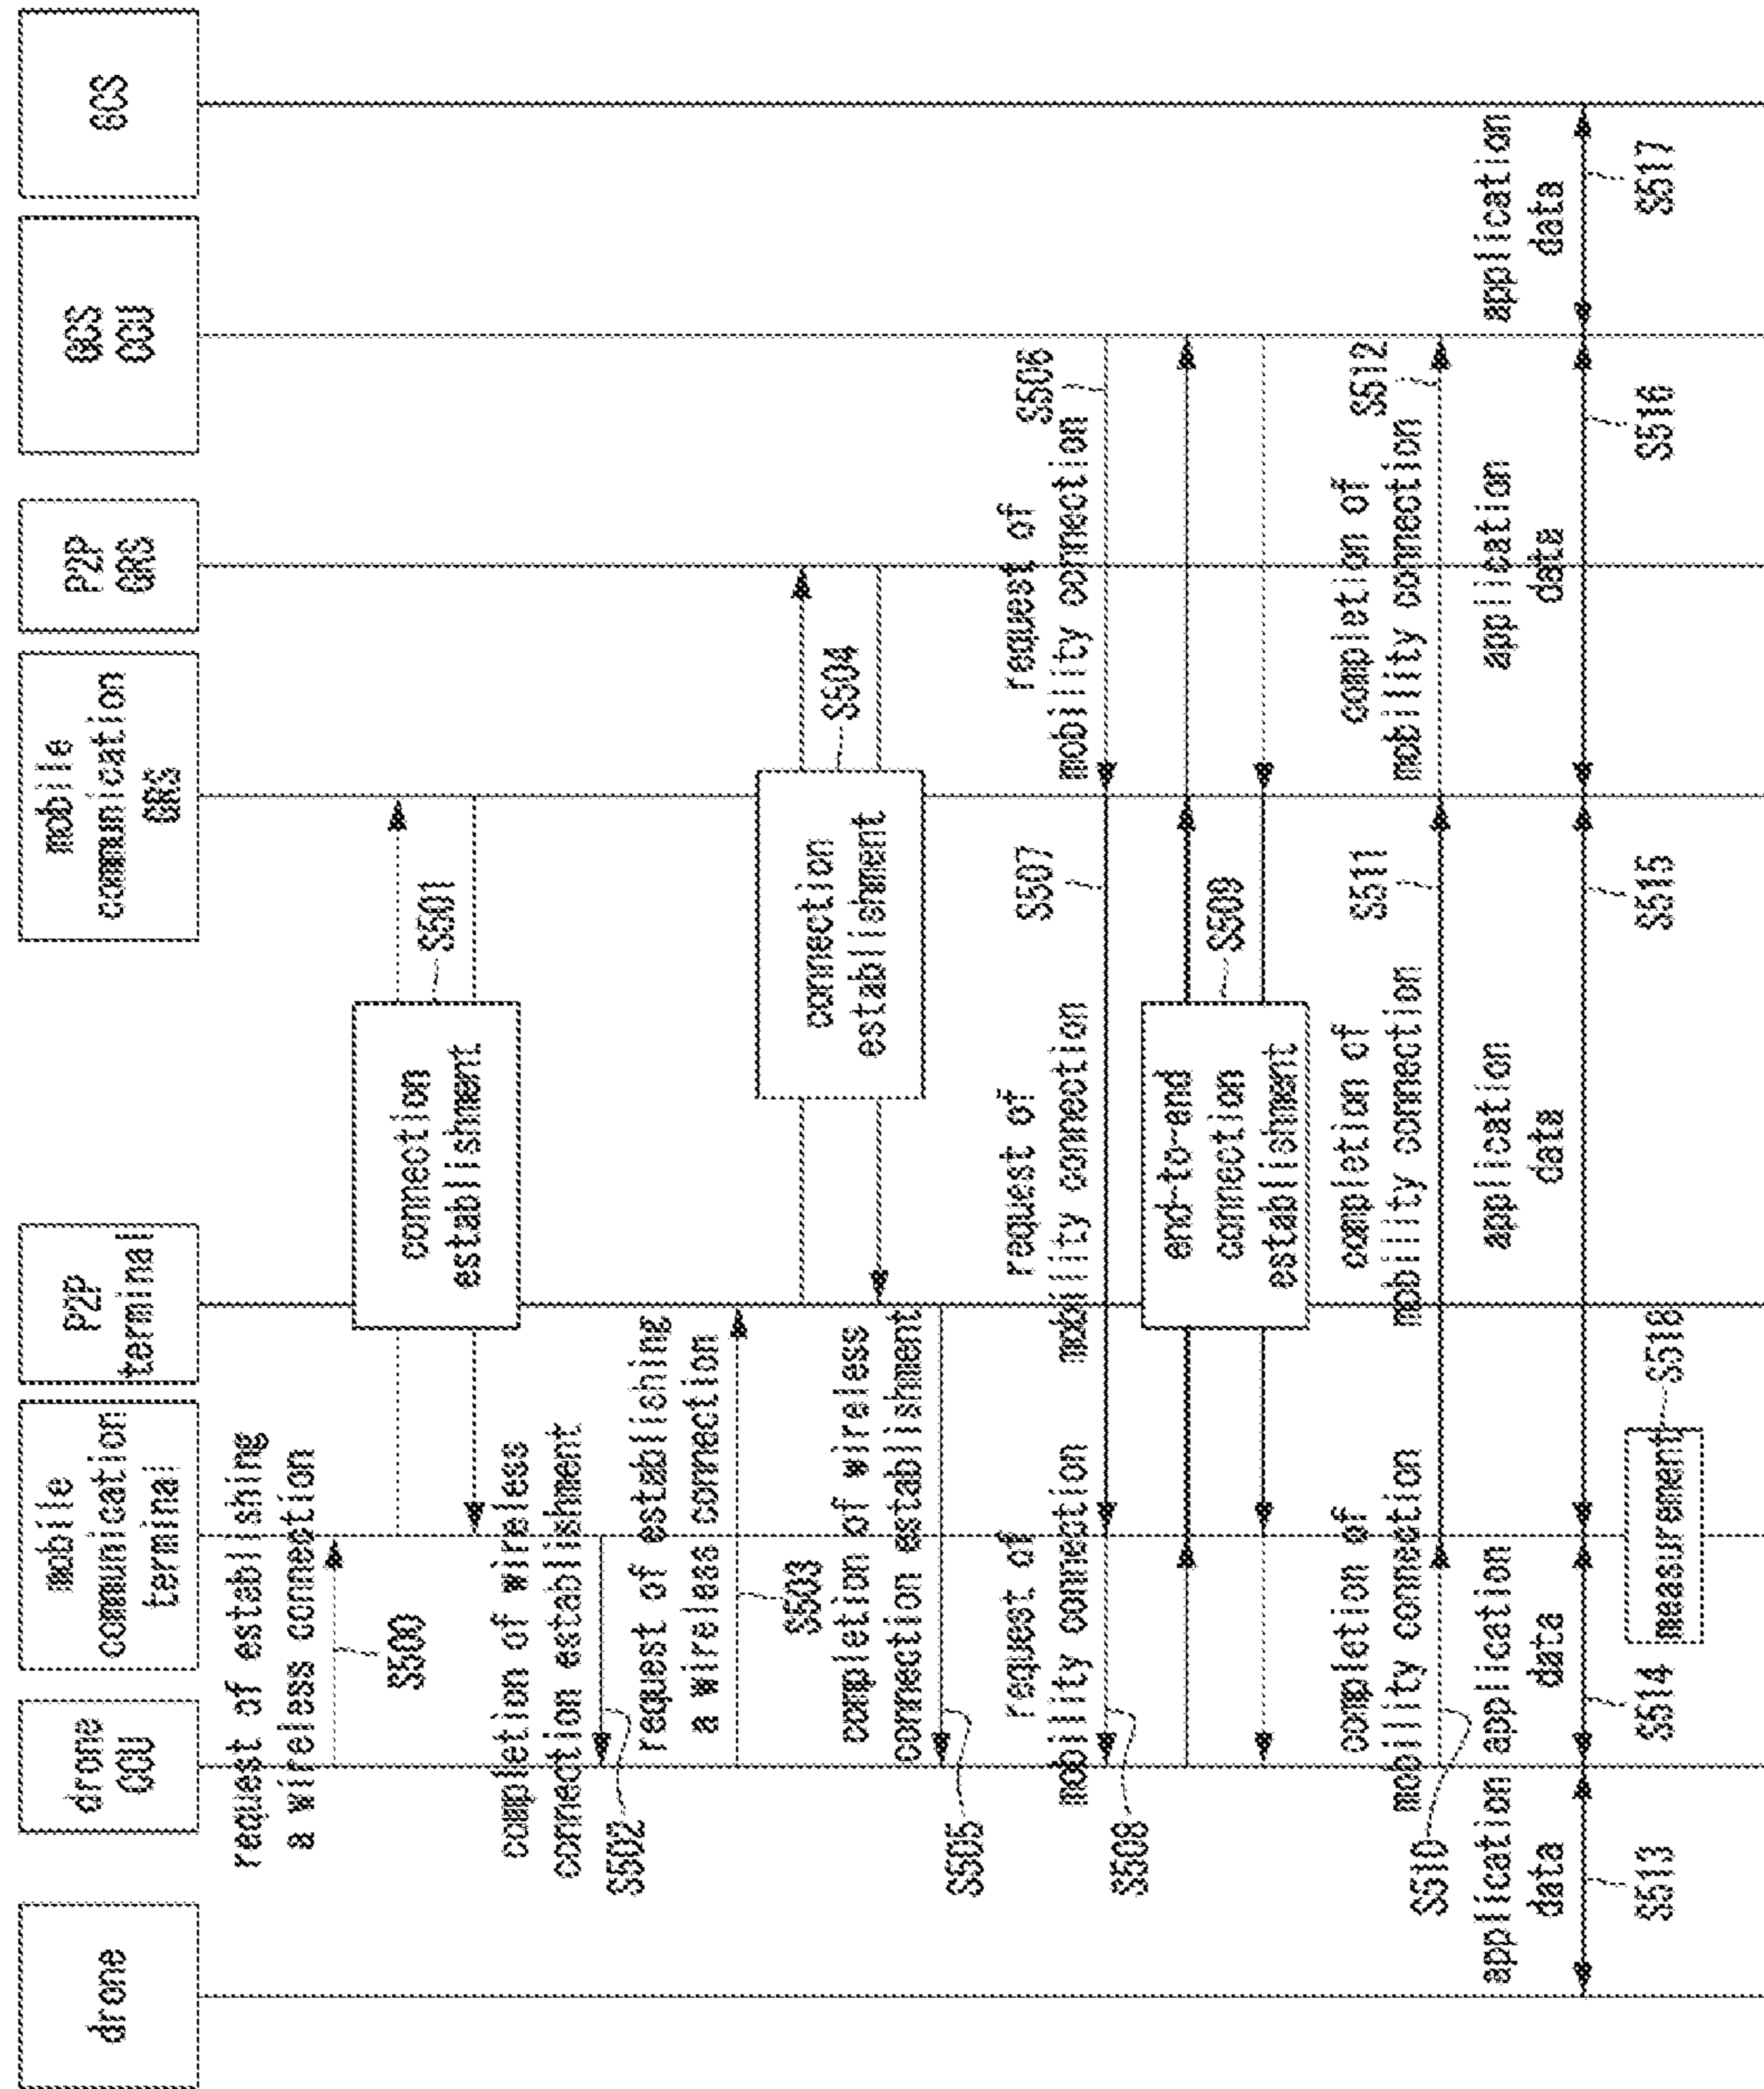 drone
drone
CCU
mobile
communication
terminal
P2P
terminal
mobile
communication
GRS
P2P
GRS
GCS
CCU
GCS
request of establishing
a wireless connection
S500
connection
establishment
S501
completion of wireless
connection establishment
S502
request of establishing
a wireless connection
S503
connection
establishment
S504
completion of wireless
connection establishment
S505
request of
mobility connection
S508
request of
mobility connection
S507
request of
mobility connection
S506
end-to-and
connection
establishment
S509
completion of
mobility connection
S510
completion of
mobility connection
S511
completion of
mobility connection
S512
application
data
S513
application
data
S514
application
data
S515
application
data
S516
application
data
S517
measurement
S518